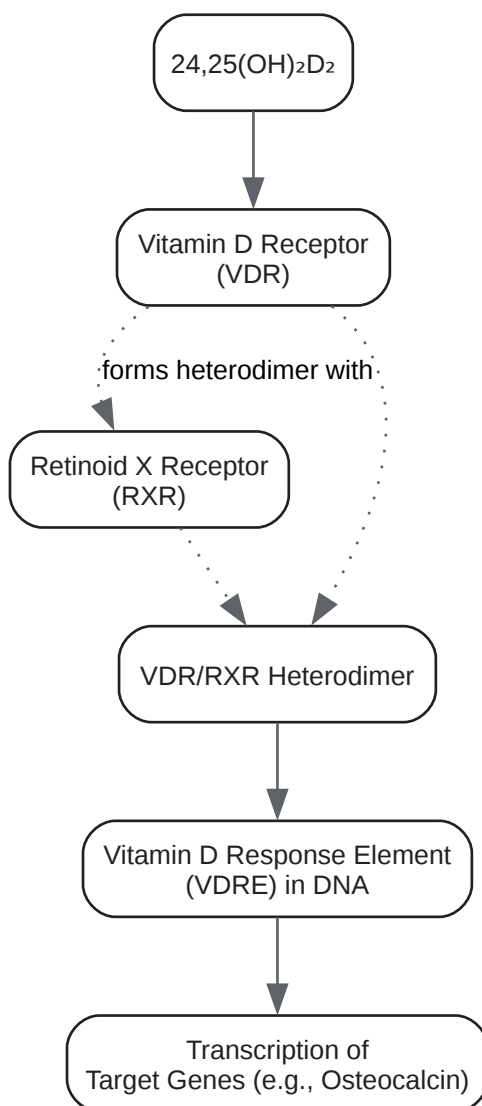 24,25(OH)₂D₂
Vitamin D Receptor
(VDR)
forms heterodimer with
Retinoid X Receptor
(RXR)
VDR/RXR Heterodimer
Vitamin D Response Element
(VDRE) in DNA
Transcription of
Target Genes (e.g., Osteocalcin)